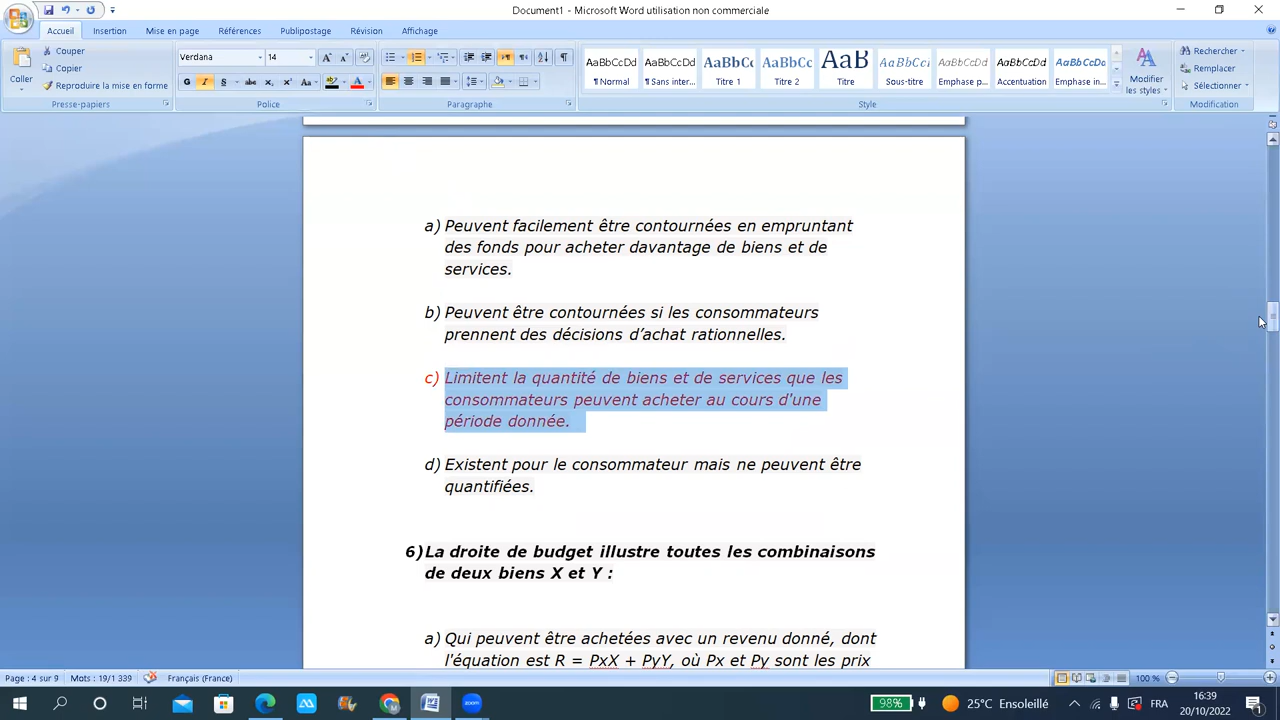 Document1 - Microsoft Word utilisation non commerciale
Accueil Insertion Mise en page Références Publipostage Révision Affichage
Coller
Couper
Copier
Reproduire la mise en forme
Presse-papiers
Verdana 14
Police
Paragraphe
AaBbCcDd AaBbCcDd AaBbCc AaBbCc AaB AaBbCcI AaBbCcDd AaBbCcDd AaBbCcDd
¶ Normal ¶ Sans inter... Titre 1 Titre 2 Titre Sous-titre Emphase p... Accentuation Emphase in...
Modifier les styles
Style
Rechercher
Remplacer
Sélectionner
Modification
a) Peuvent facilement être contournées en empruntant
des fonds pour acheter davantage de biens et de
services.
b) Peuvent être contournées si les consommateurs
prennent des décisions d’achat rationnelles.
c) Limitent la quantité de biens et de services que les
consommateurs peuvent acheter au cours d'une
période donnée.
d) Existent pour le consommateur mais ne peuvent être
quantifiées.
6) La droite de budget illustre toutes les combinaisons
de deux biens X et Y :
a) Qui peuvent être achetées avec un revenu donné, dont
l'équation est R = PxX + PyY, où Px et Py sont les prix
Page : 4 sur 9 Mots : 19/1 339 Français (France) 100 %
98% 25°C Ensoleillé FRA 16:39
20/10/2022